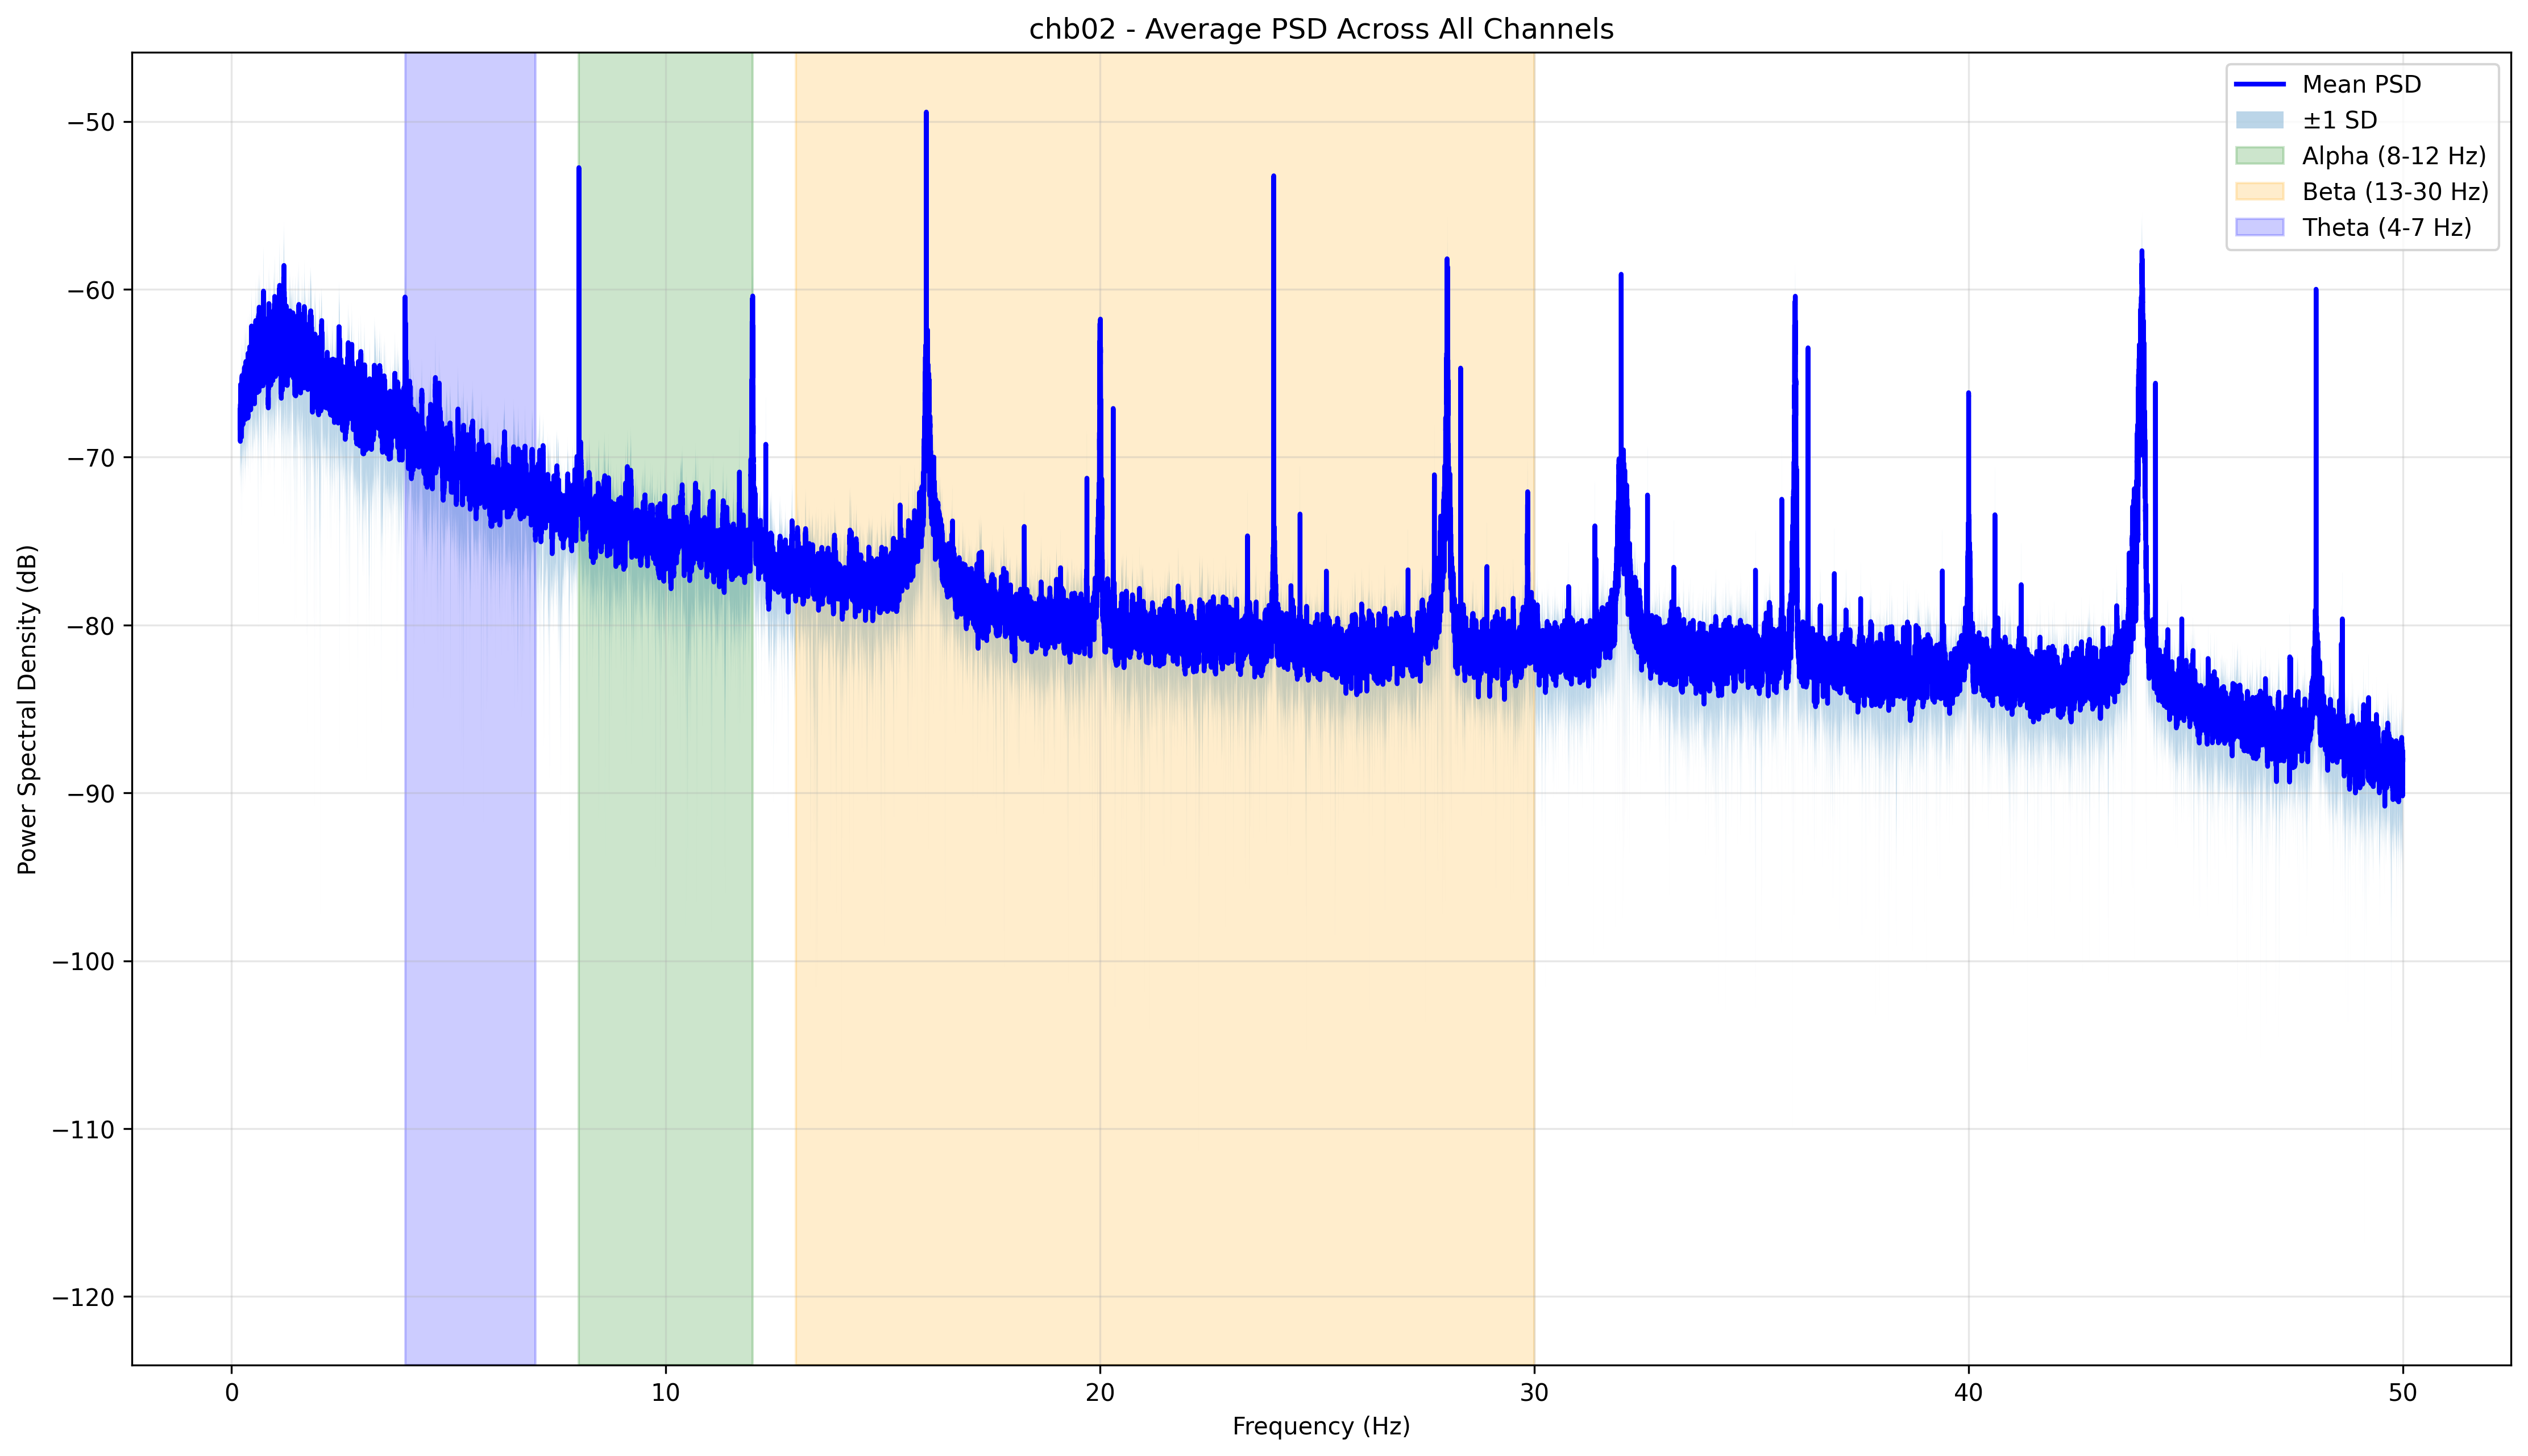 chb02 - Average PSD Across All Channels
Mean PSD
±1 SD
Alpha (8-12 Hz)
Beta (13-30 Hz)
Theta (4-7 Hz)
Power Spectral Density (dB)
−50
−60
−70
−80
−90
−100
−110
−120
0
10
20
30
40
50
Frequency (Hz)